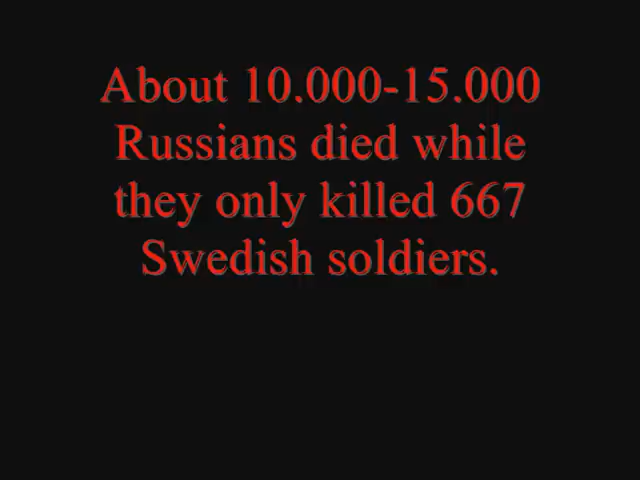 About 10.000-15.000
Russians died while
they only killed 667
Swedish soldiers.